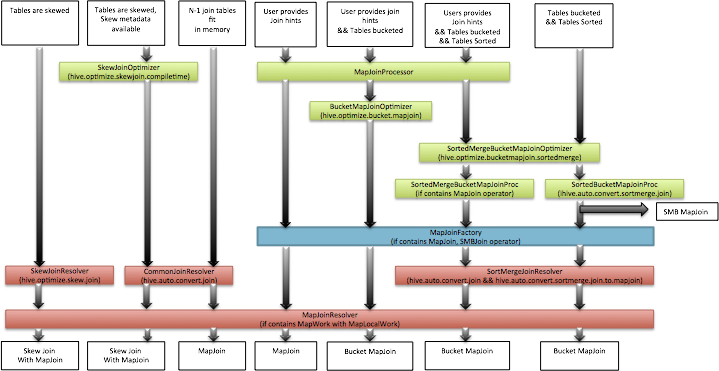 Tables are skewed
Tables are skewed,
Skew metadata
available
N-1 join tables
fit
in memory
User provides
Join hints
User provides join
hints
&& Tables bucketed
Users provides
Join hints
&& Tables bucketed
&& Tables Sorted
Tables bucketed
&& Tables Sorted
SkewJoinOptimizer
(hive.optimize.skewjoin.compiletime)
MapJoinProcessor
BucketMapJoinOptimizer
(hive.optimize.bucket.mapjoin)
SortedMergeBucketMapJoinOptimizer
(hive.optimize.bucketmapjoin.sortedmerge)
SortedMergeBucketMapJoinProc
(if contains MapJoin operator)
SortedBucketMapJoinProc
(!hive.auto.convert.sortmerge.join)
SMB MapJoin
MapJoinFactory
(if contains MapJoin, SMBJoin operator)
SkewJoinResolver
(hive.optimize.skew.join)
CommonJoinResolver
(hive.auto.convert.join)
SortMergeJoinResolver
(hive.auto.convert.join && hive.auto.convert.sortmerge.join.to.mapjoin)
MapJoinResolver
(if contains MapWork with MapLocalWork)
Skew Join
With MapJoin
Skew Join
With MapJoin
MapJoin
MapJoin
Bucket MapJoin
Bucket MapJoin
Bucket MapJoin